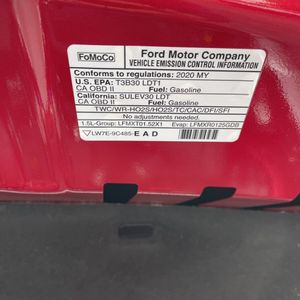 FoMoCo
Ford Motor Company
VEHICLE EMISSION CONTROL INFORMATION
Conforms to regulations: 2020 MY
U.S. EPA: T3B30 LDT1
CA OBD II Fuel: Gasoline
California: SULEV30 LDT
CA OBD II Fuel: Gasoline
TWC/WR-HO2S/HO2S/TC/CAC/DFI/SFI
No adjustments needed.
1.5L-Group: LFMXT01.52X1 Evap: LFMXR0125GDB
LW7E-9C485-E A D